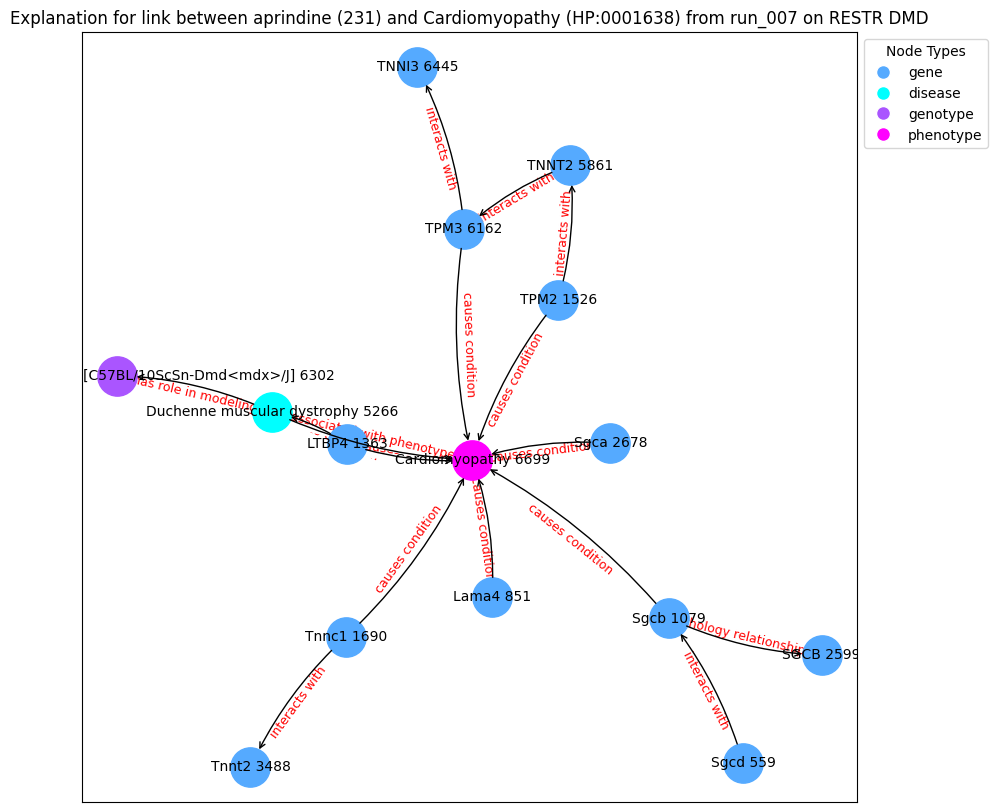 Explanation for link between aprindine (231) and Cardiomyopathy (HP:0001638) from run_007 on RESTR DMD
Node Types
gene
disease
genotype
phenotype
TNNI3 6445
interacts with
TNNT2 5861
interacts with
TPM3 6162
interacts with
TPM2 1526
causes condition
causes condition
[C57BL/10ScSn-Dmd<mdx>/J] 6302
has role in modeling
Duchenne muscular dystrophy 5266
with phenotype
LTBP4 1363
Cardiomyopathy 6699
causes condition
Sgca 2678
causes condition
causes condition
causes condition
Lama4 851
Sgcb 1079
relationship
SGCB 2599
Tnnc1 1690
interacts with
interacts with
Tnnt2 3488
Sgcd 559